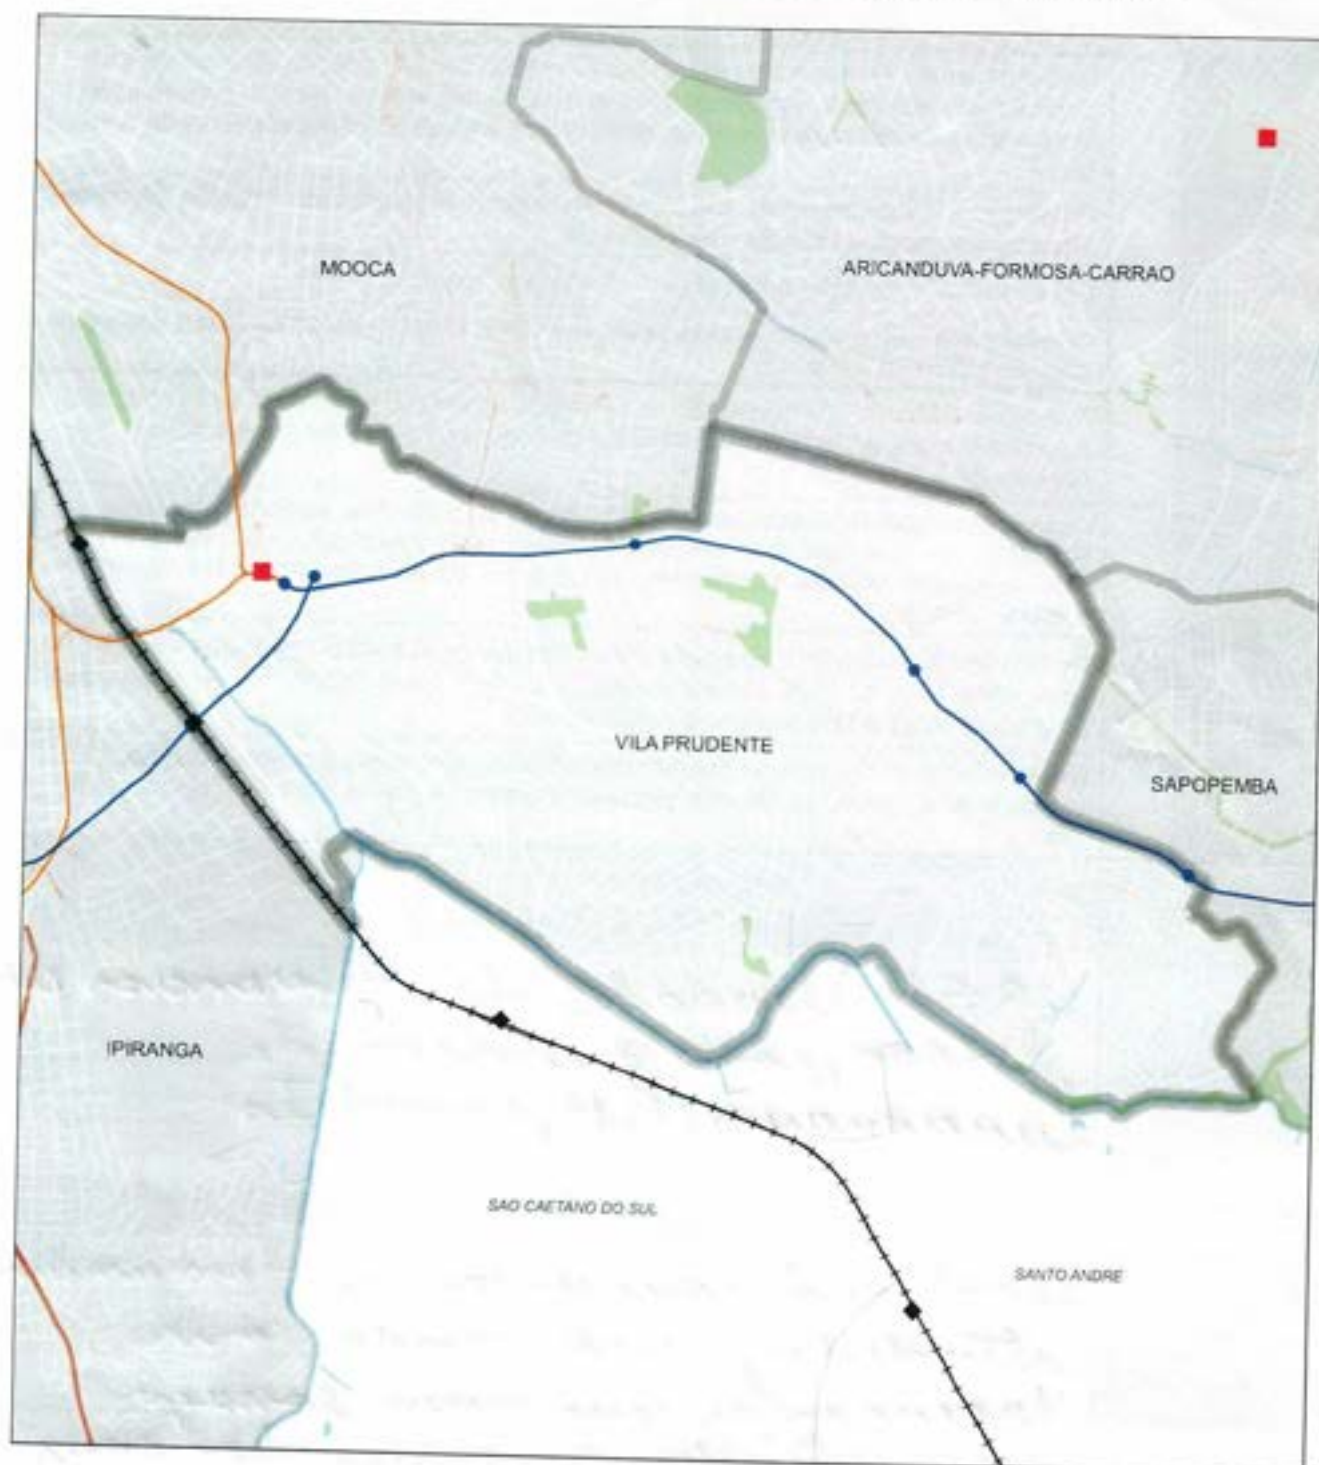 MOOCA
ARICANDUVA-FORMOSA-CARRAO
VILA PRUDENTE
SAPOPEMBA
IPIRANGA
SAO CAETANO DO SUL
SANTO ANDRE